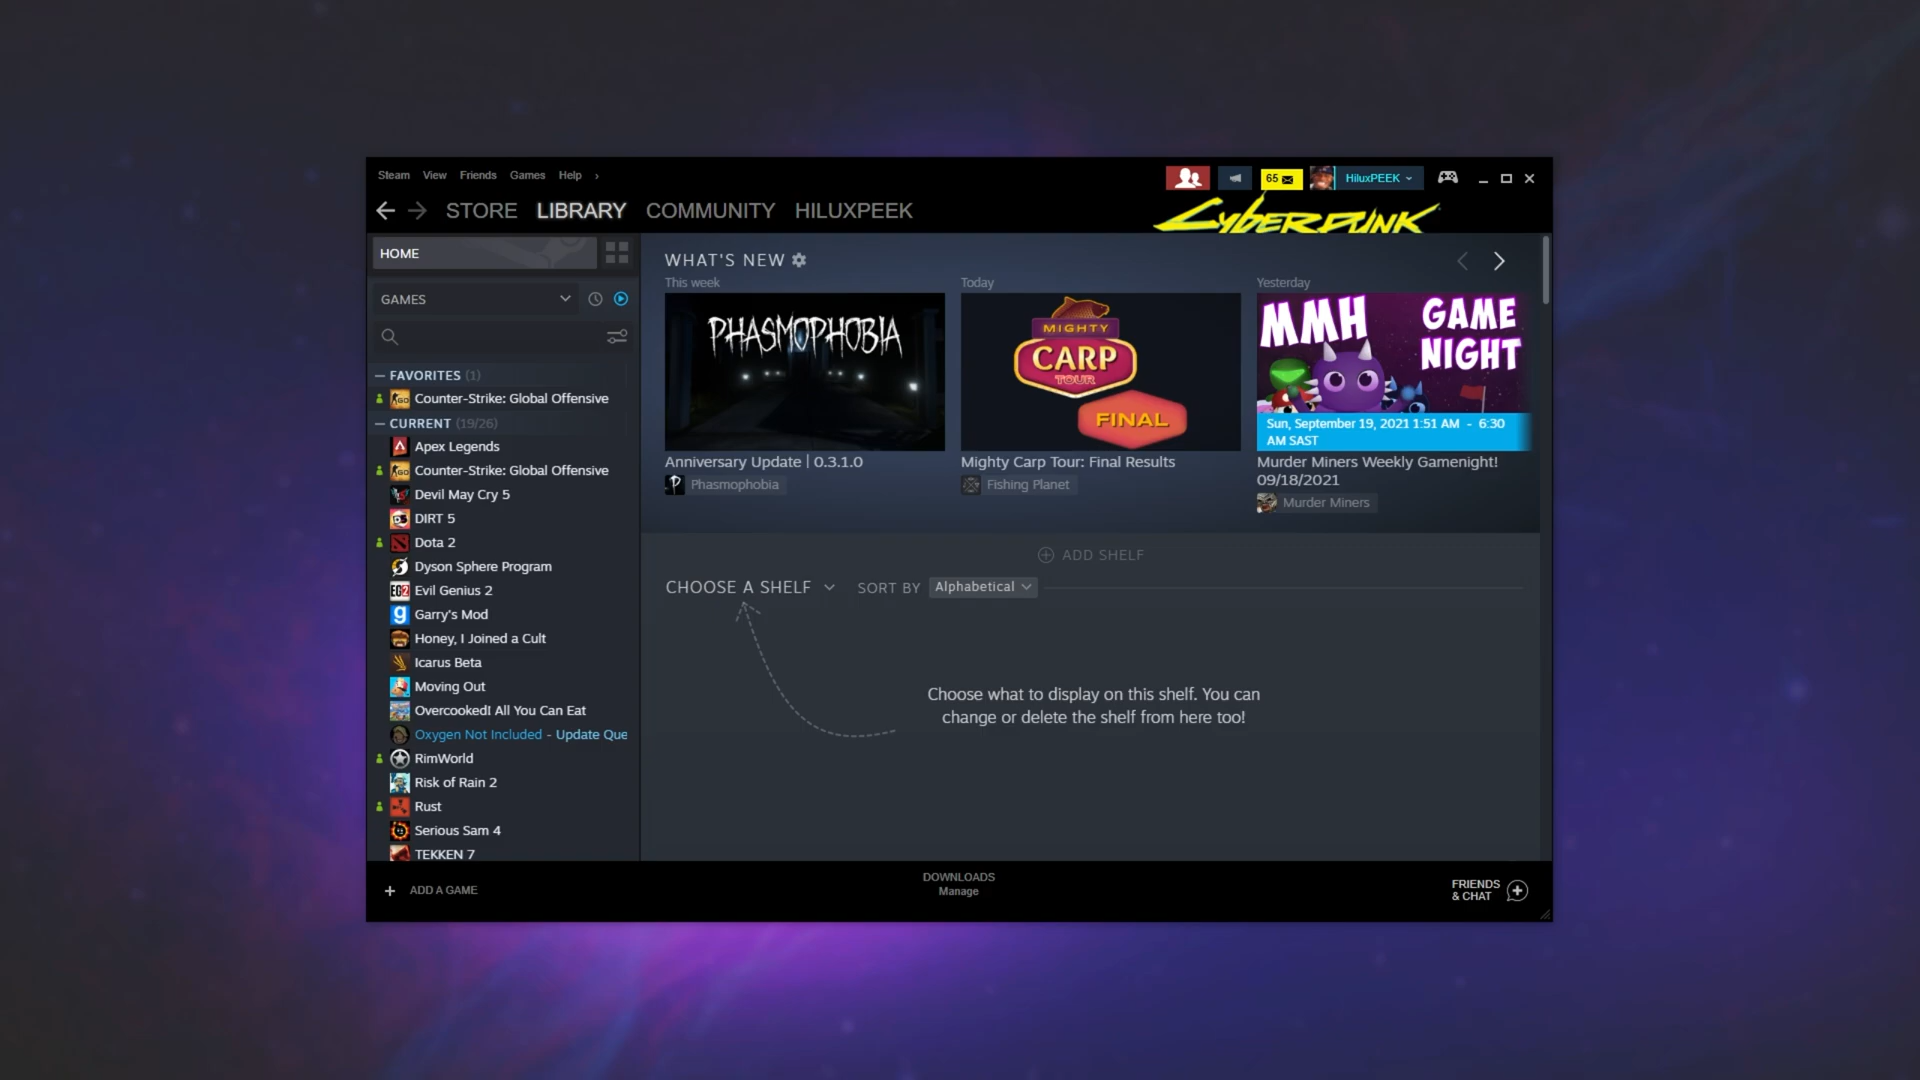 Steam View Friends Games Help ›
65 HiluxPEEK
STORE LIBRARY COMMUNITY HILUXPEEK
Cyberpunk
HOME
GAMES
— FAVORITES (1)
Counter-Strike: Global Offensive
— CURRENT (19/26)
Apex Legends
Counter-Strike: Global Offensive
Devil May Cry 5
DIRT 5
Dota 2
Dyson Sphere Program
Evil Genius 2
Garry's Mod
Honey, I Joined a Cult
Icarus Beta
Moving Out
Overcooked! All You Can Eat
Oxygen Not Included - Update Que
RimWorld
Risk of Rain 2
Rust
Serious Sam 4
TEKKEN 7
WHAT'S NEW
This week
PHASMOPHOBIA
Anniversary Update | 0.3.1.0
Phasmophobia
Today
MIGHTY
CARP
TOUR
FINAL
Mighty Carp Tour: Final Results
Fishing Planet
Yesterday
MMH GAME
NIGHT
Sun, September 19, 2021 1:51 AM - 6:30
AM SAST
Murder Miners Weekly Gamenight!
09/18/2021
Murder Miners
ADD SHELF
CHOOSE A SHELF SORT BY Alphabetical
Choose what to display on this shelf. You can
change or delete the shelf from here too!
+ ADD A GAME
DOWNLOADS
Manage
FRIENDS
& CHAT